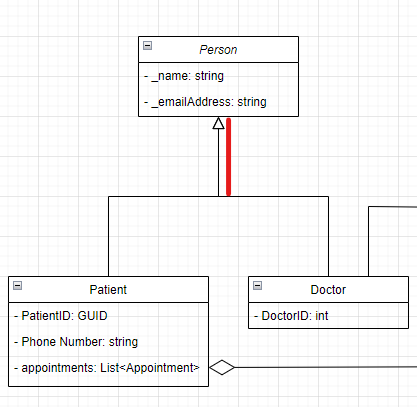 Person
- _name: string
- _emailAddress: string
Patient
- PatientID: GUID
- Phone Number: string
- appointments: List<Appointment>
Doctor
- DoctorID: int